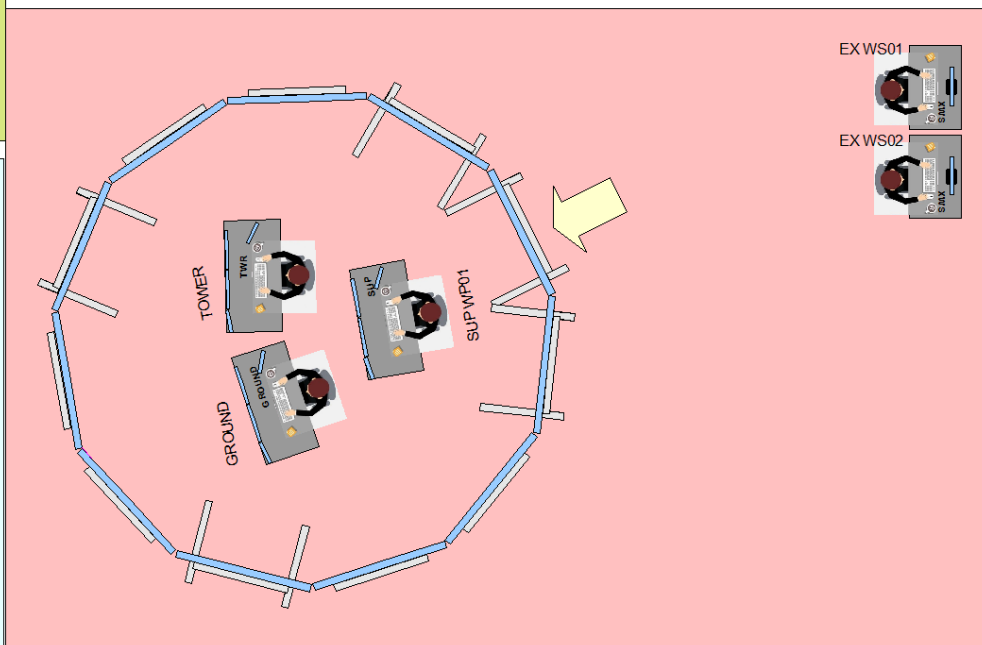 EX WS01
SMX
EX WS02
SMX
TOWER
TWR
SUP
SUP WP01
GROUND
GROUND